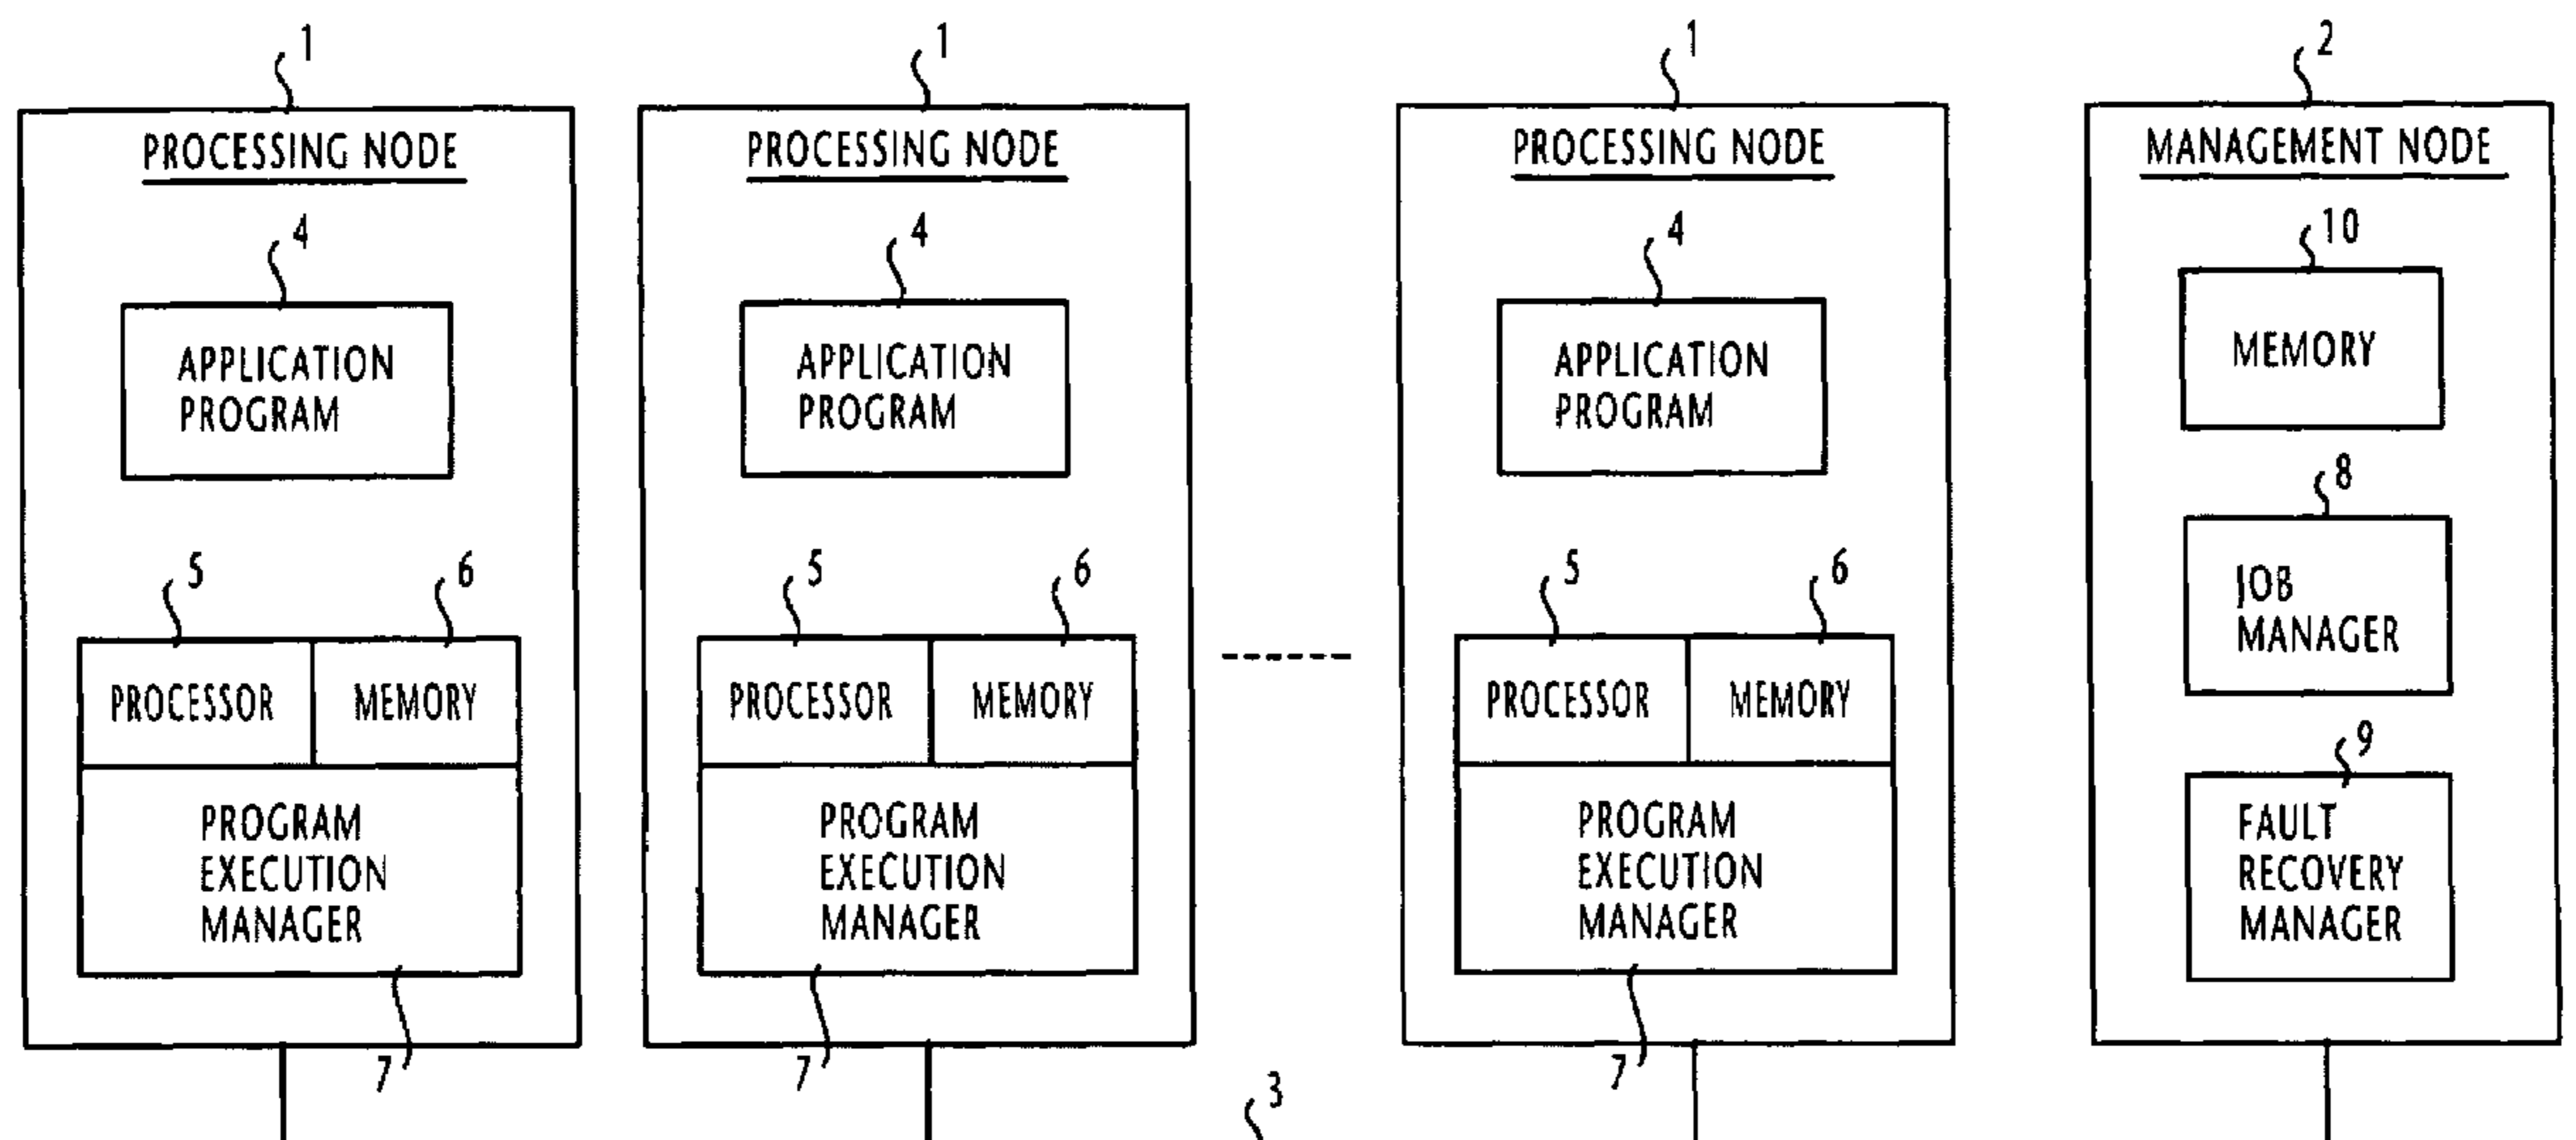 1
PROCESSING NODE
4
APPLICATION
PROGRAM
5
6
PROCESSOR
MEMORY
PROGRAM
EXECUTION
MANAGER
7
1
PROCESSING NODE
4
APPLICATION
PROGRAM
5
6
PROCESSOR
MEMORY
PROGRAM
EXECUTION
MANAGER
7
1
PROCESSING NODE
4
APPLICATION
PROGRAM
5
6
PROCESSOR
MEMORY
PROGRAM
EXECUTION
MANAGER
7
2
MANAGEMENT NODE
10
MEMORY
8
JOB
MANAGER
9
FAULT
RECOVERY
MANAGER
3